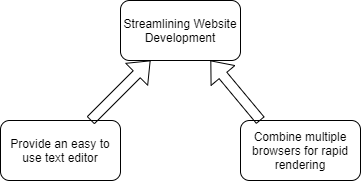 Streamlining Website
Development
Provide an easy to
use text editor
Combine multiple
browsers for rapid
rendering